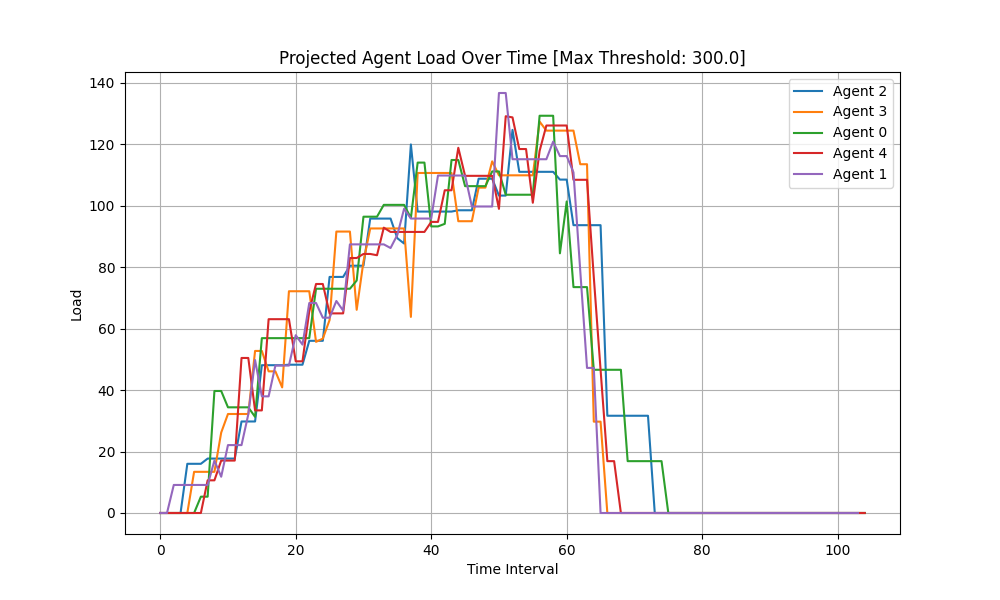 Projected Agent Load Over Time [Max Threshold: 300.0]
140
120
100
80
60
40
20
0
Load
0 20 40 60 80 100
Time Interval
Agent 2
Agent 3
Agent 0
Agent 4
Agent 1